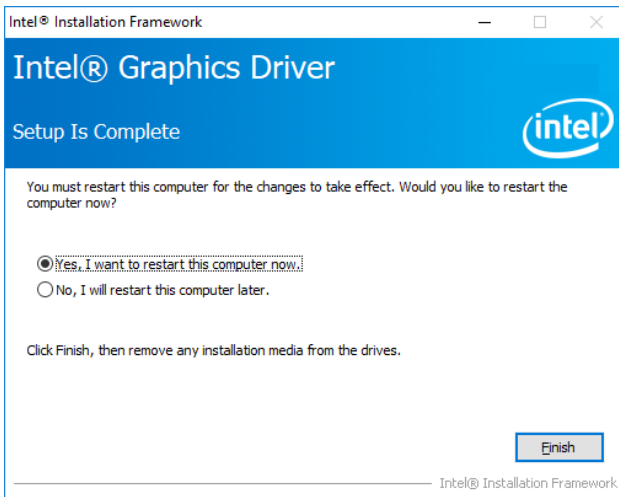 Intel® Installation Framework
Intel® Graphics Driver
Setup Is Complete
intel
You must restart this computer for the changes to take effect. Would you like to restart the
computer now?
Yes, I want to restart this computer now.
No, I will restart this computer later.
Click Finish, then remove any installation media from the drives.
Finish
Intel® Installation Framework